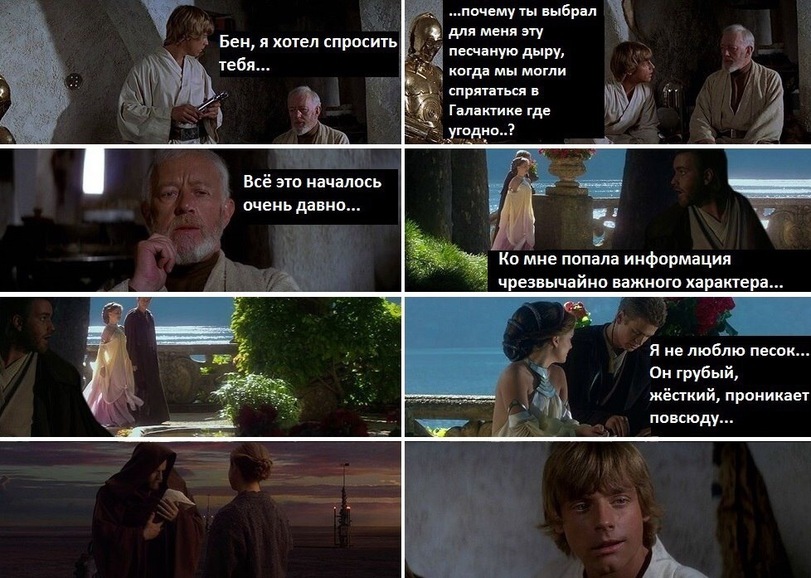 Бен, я хотел спросить
тебя...
...почему ты выбрал
для меня эту
песчаную дыру,
когда мы могли
спрятаться в
Галактике где
угодно..?
Всё это началось
очень давно...
Ко мне попала информация
чрезвычайно важного характера...
Я не люблю песок...
Он грубый,
жёсткий, проникает
повсюду...